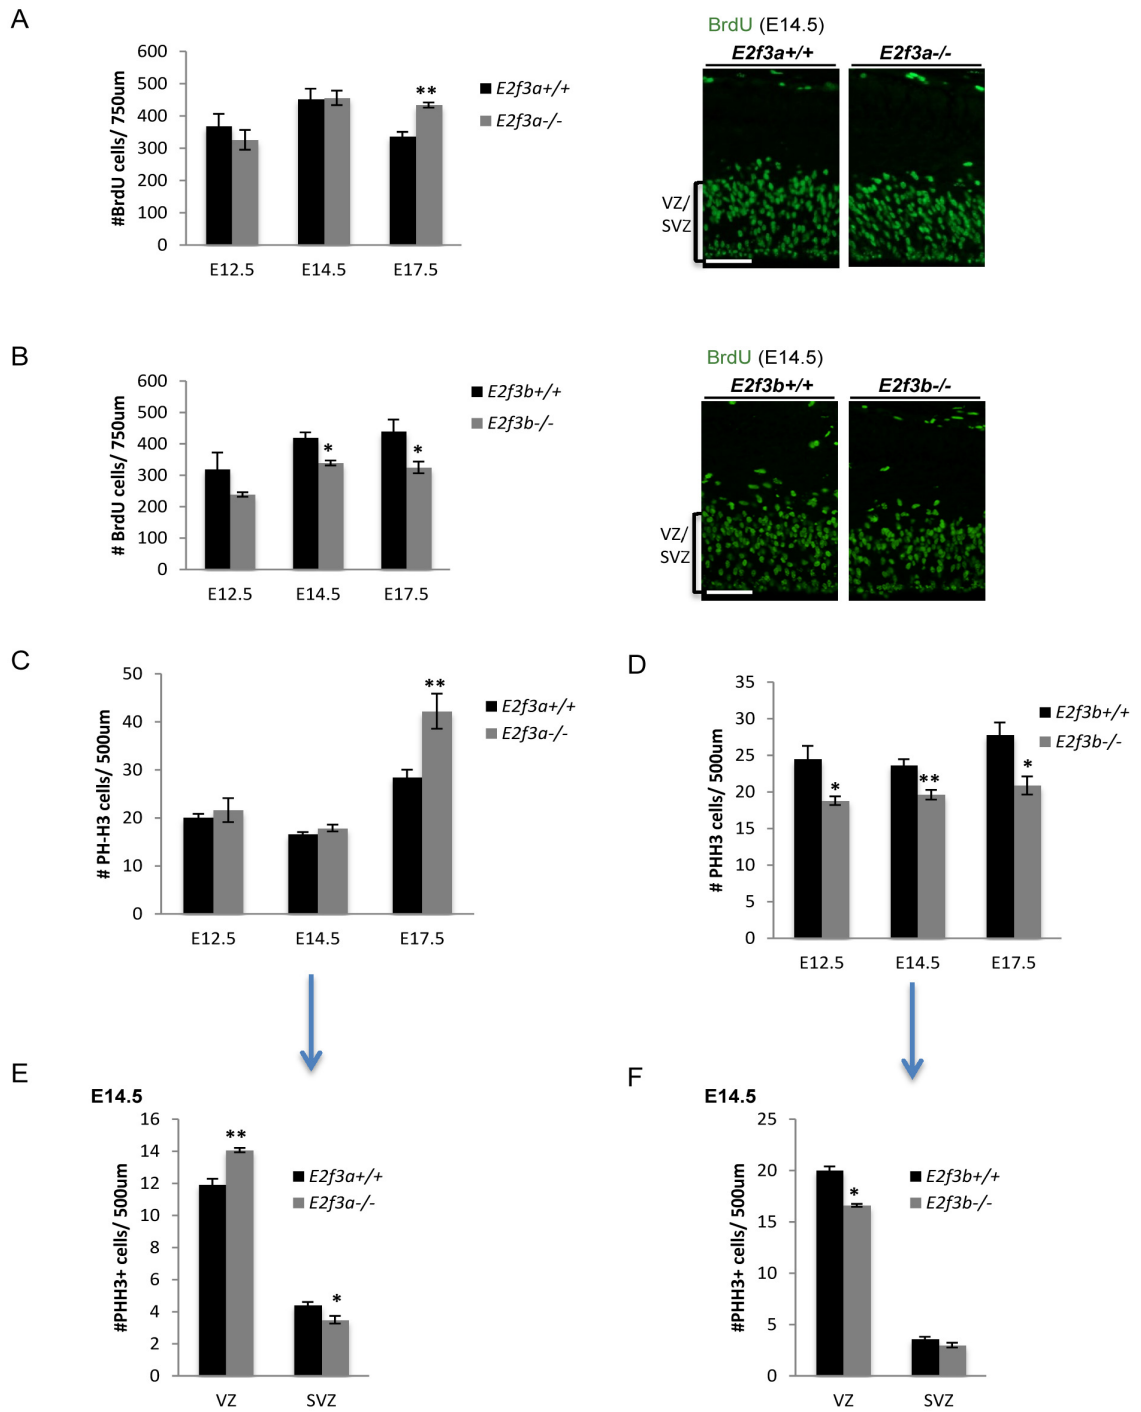 A
#BrdU cells/ 750um
600
500
400
300
200
100
0
**
E12.5 E14.5 E17.5
E2f3a+/+
E2f3a-/-
BrdU (E14.5)
E2f3a+/+ E2f3a-/-
VZ/
SVZ
B
# BrdU cells/ 750um
600
500
400
300
200
100
0
* *
E12.5 E14.5 E17.5
E2f3b+/+
E2f3b-/-
BrdU (E14.5)
E2f3b+/+ E2f3b-/-
VZ/
SVZ
C
# PH-H3 cells/ 500um
50
40
30
20
10
0
**
E12.5 E14.5 E17.5
E2f3a+/+
E2f3a-/-
D
# PHH3 cells/ 500um
35
30
25
20
15
10
5
0
* ** *
E12.5 E14.5 E17.5
E2f3b+/+
E2f3b-/-
E
E14.5
#PHH3+ cells/ 500um
16
14
12
10
8
6
4
2
0
** *
VZ SVZ
E2f3a+/+
E2f3a-/-
F
E14.5
#PHH3+ cells/ 500um
25
20
15
10
5
0
*
VZ SVZ
E2f3b+/+
E2f3b-/-